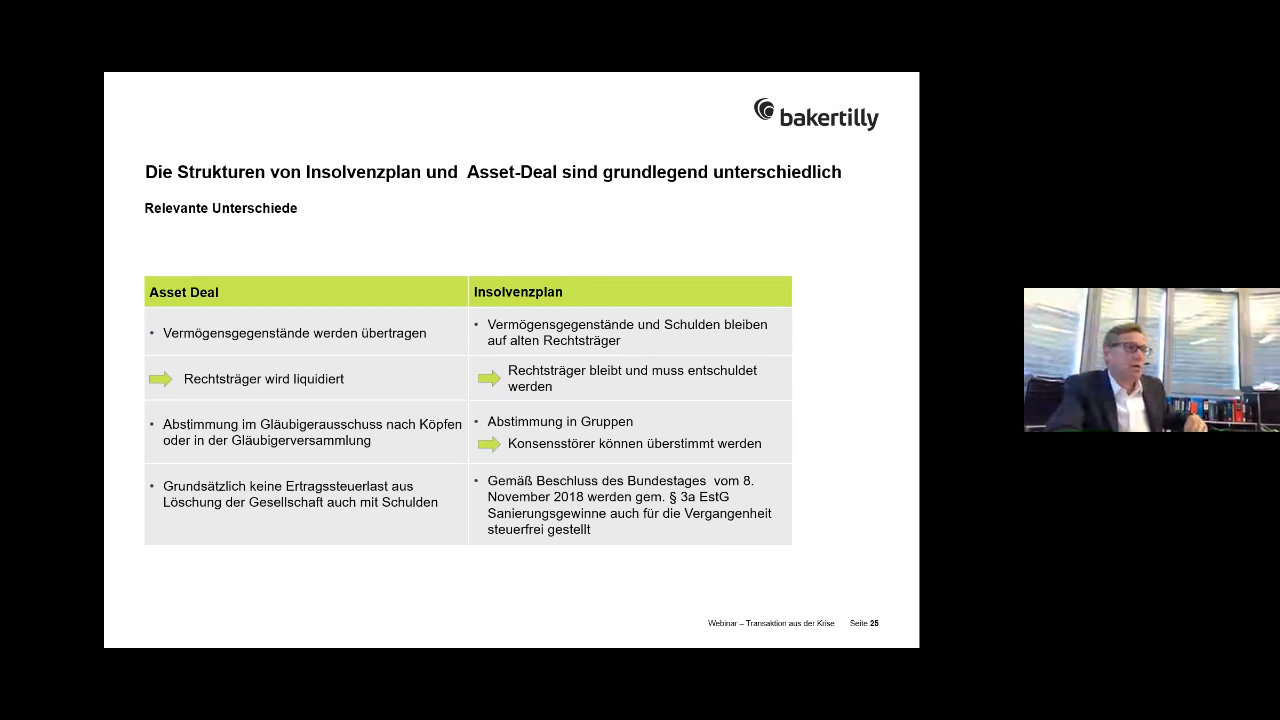 bakertilly
Die Strukturen von Insolvenzplan und Asset-Deal sind grundlegend unterschiedlich
Relevante Unterschiede
Asset Deal
Insolvenzplan
• Vermögensgegenstände werden übertragen
• Vermögensgegenstände und Schulden bleiben
auf alten Rechtsträger
Rechtsträger wird liquidiert
Rechtsträger bleibt und muss entschuldet
werden
• Abstimmung im Gläubigerausschuss nach Köpfen
oder in der Gläubigerversammlung
• Abstimmung in Gruppen
Konsensstörer können überstimmt werden
• Grundsätzlich keine Ertragssteuerlast aus
Löschung der Gesellschaft auch mit Schulden
• Gemäß Beschluss des Bundestages vom 8.
November 2018 werden gem. § 3a EStG
Sanierungsgewinne auch für die Vergangenheit
steuerfrei gestellt
Webinar – Transaktion aus der Krise Seite 25